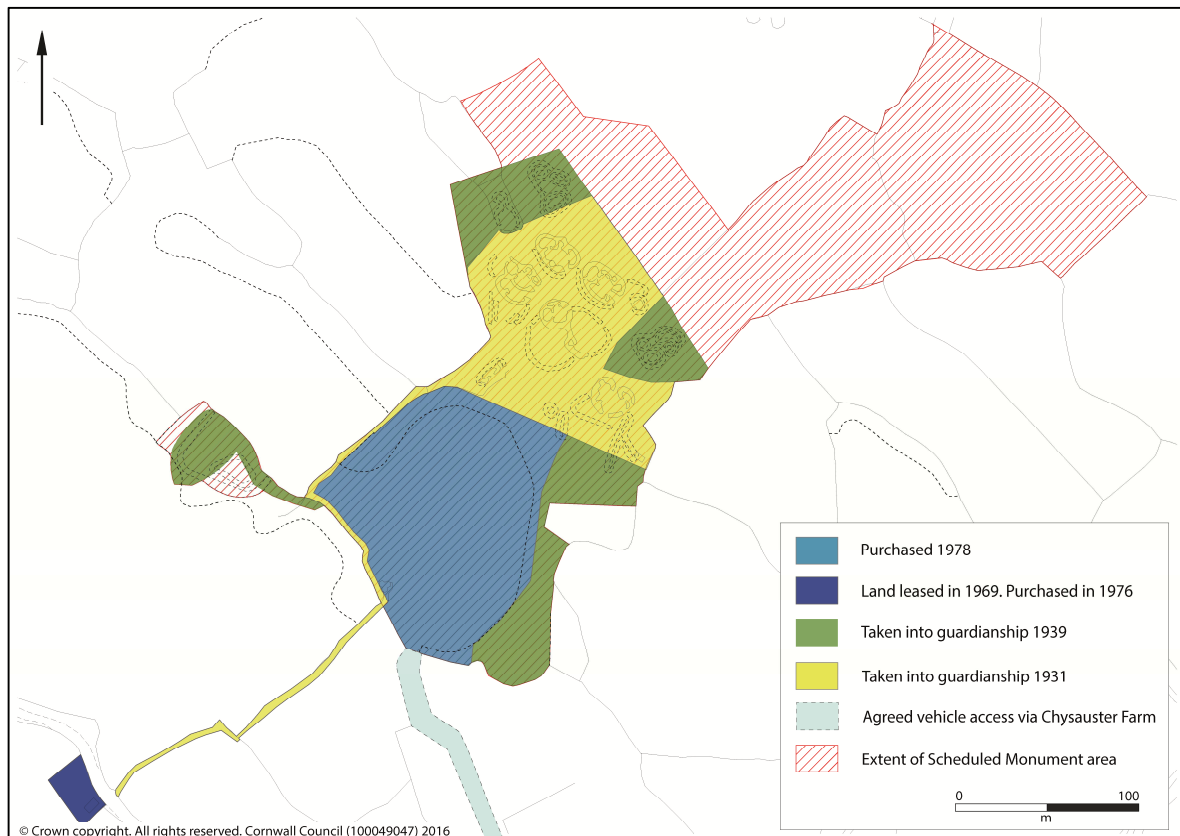 Purchased 1978
Land leased in 1969. Purchased in 1976
Taken into guardianship 1939
Taken into guardianship 1931
Agreed vehicle access via Chysauster Farm
Extent of Scheduled Monument area
0 100
m
© Crown copyright. All rights reserved. Cornwall Council (100049047) 2016